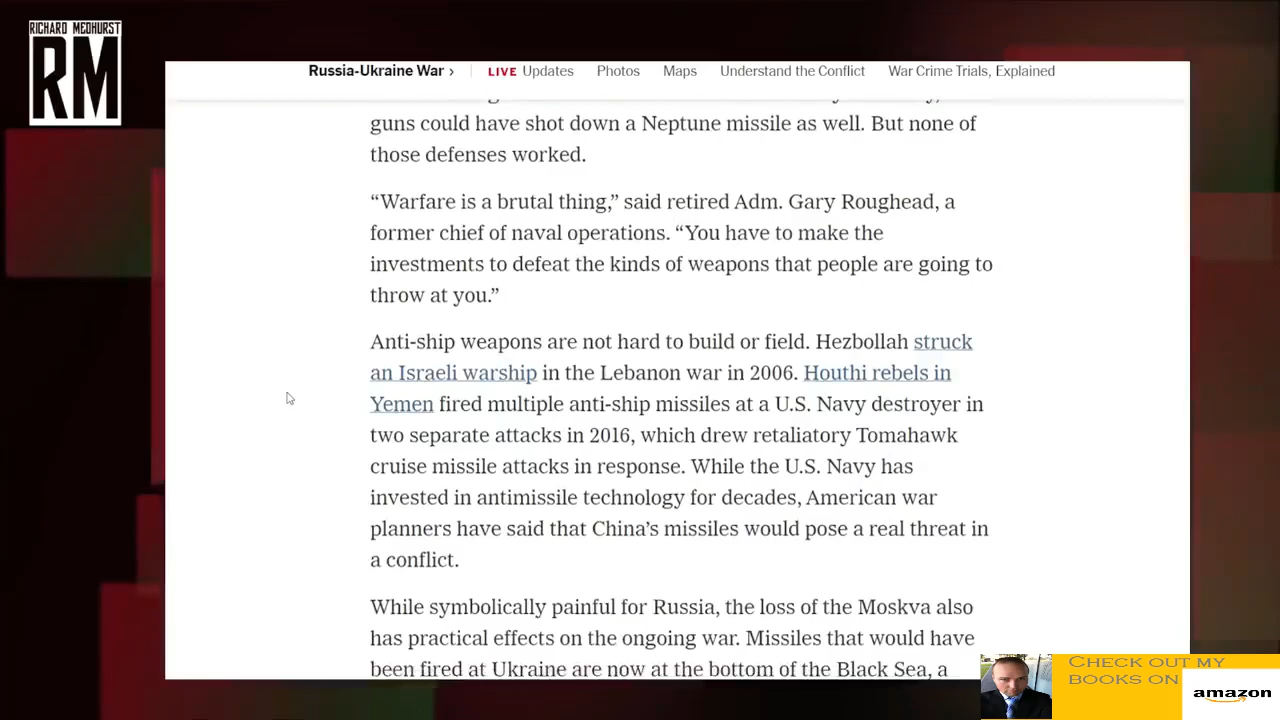 RICHARD MEDHURST
RM
Russia-Ukraine War ›
LIVE Updates
Photos
Maps
Understand the Conflict
War Crime Trials, Explained
guns could have shot down a Neptune missile as well. But none of
those defenses worked.
“Warfare is a brutal thing,” said retired Adm. Gary Roughead, a
former chief of naval operations. “You have to make the
investments to defeat the kinds of weapons that people are going to
throw at you.”
Anti-ship weapons are not hard to build or field. Hezbollah struck
an Israeli warship in the Lebanon war in 2006. Houthi rebels in
Yemen fired multiple anti-ship missiles at a U.S. Navy destroyer in
two separate attacks in 2016, which drew retaliatory Tomahawk
cruise missile attacks in response. While the U.S. Navy has
invested in antimissile technology for decades, American war
planners have said that China’s missiles would pose a real threat in
a conflict.
While symbolically painful for Russia, the loss of the Moskva also
has practical effects on the ongoing war. Missiles that would have
been fired at Ukraine are now at the bottom of the Black Sea, a
CHECK OUT MY
BOOKS ON
amazon